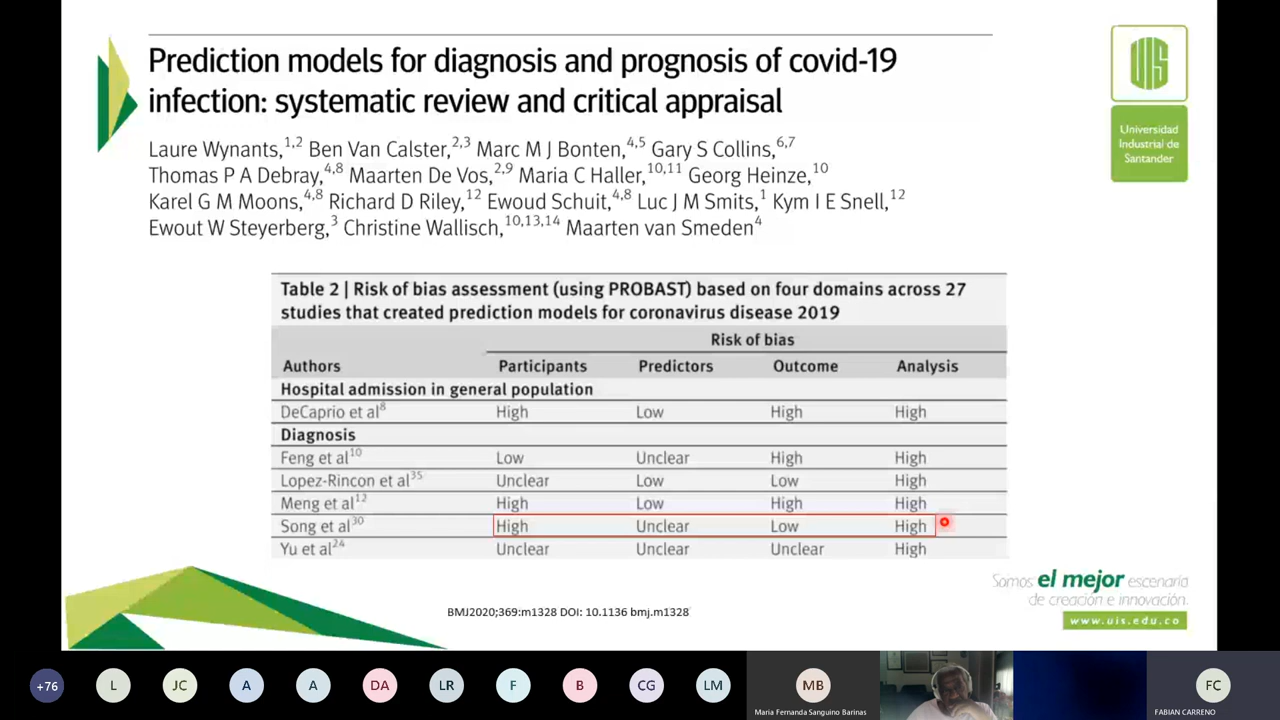 Prediction models for diagnosis and prognosis of covid-19
infection: systematic review and critical appraisal
UIS
Universidad
Industrial de
Santander
Laure Wynants,1,2 Ben Van Calster,2,3 Marc M J Bonten,4,5 Gary S Collins,6,7
Thomas P A Debray,4,8 Maarten De Vos,2,9 Maria C Haller,10,11 Georg Heinze,10
Karel G M Moons,4,8 Richard D Riley,12 Ewoud Schuit,4,8 Luc J M Smits,1 Kym I E Snell,12
Ewout W Steyerberg,3 Christine Wallisch,10,13,14 Maarten van Smeden4
Table 2 | Risk of bias assessment (using PROBAST) based on four domains across 27
studies that created prediction models for coronavirus disease 2019
Risk of bias
Authors Participants Predictors Outcome Analysis
Hospital admission in general population
DeCaprio et al8 High Low High High
Diagnosis
Feng et al10 Low Unclear High High
Lopez-Rincon et al35 Unclear Low Low High
Meng et al12 High Low High High
Song et al30 High Unclear Low High
Yu et al24 Unclear Unclear Unclear High
Somos el mejor escenario
de creación e innovación.
www.uis.edu.co
BMJ2020;369:m1328 DOI: 10.1136 bmj.m1328
+76 L JC A A DA LR F B CG LM MB FC
Maria Fernanda Sanguino Barinas
FABIAN CARRENO